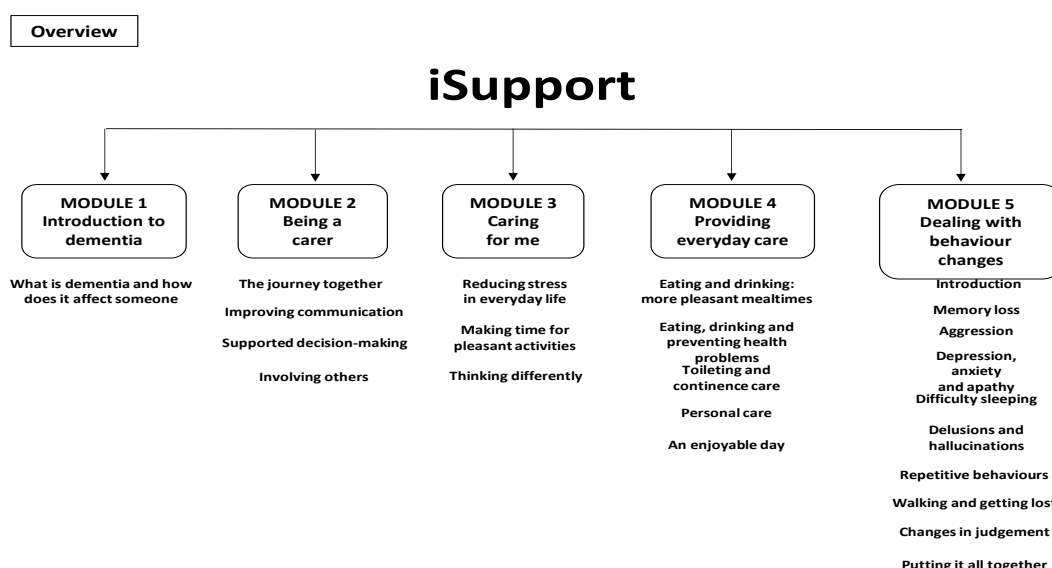 Overview
iSupport
MODULE 1
Introduction to
dementia
What is dementia and how
does it affect someone
MODULE 2
Being a
carer
The journey together
Improving communication
Supported decision-making
Involving others
MODULE 3
Caring
for me
Reducing stress
in everyday life
Making time for
pleasant activities
Thinking differently
MODULE 4
Providing
everyday care
Eating and drinking:
more pleasant mealtimes
Eating, drinking and
preventing health
problems
Toileting and
continence care
Personal care
An enjoyable day
MODULE 5
Dealing with
behaviour
changes
Introduction
Memory loss
Aggression
Depression,
anxiety
and apathy
Difficulty sleeping
Delusions and
hallucinations
Repetitive behaviours
Walking and getting lost
Changes in judgement
Putting it all together